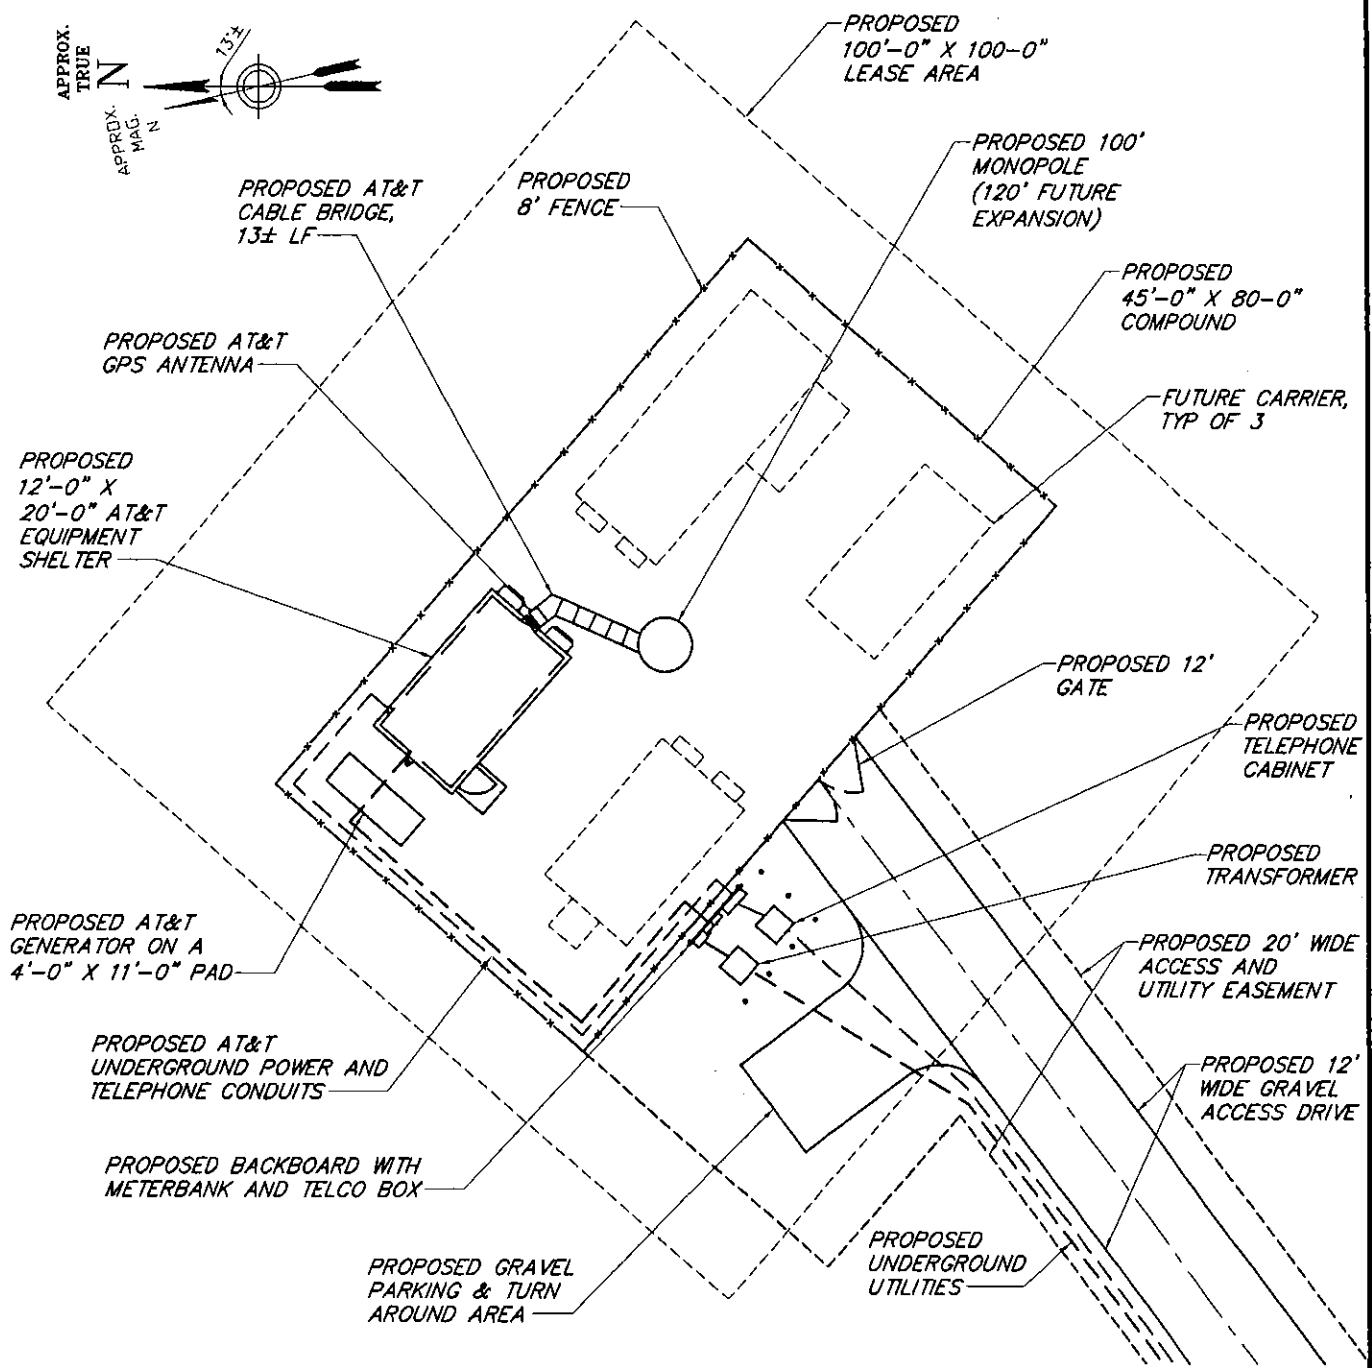 APPROX.
TRUE
N
13'±
APPROX.
MAG.
N
PROPOSED
100'-0" X 100-0"
LEASE AREA
PROPOSED 100'
MONOPOLE
(120' FUTURE
EXPANSION)
PROPOSED AT&T
CABLE BRIDGE,
13± LF
PROPOSED
8' FENCE
PROPOSED
45'-0" X 80-0"
COMPOUND
PROPOSED AT&T
GPS ANTENNA
FUTURE CARRIER,
TYP OF 3
PROPOSED
12'-0" X
20'-0" AT&T
EQUIPMENT
SHELTER
PROPOSED 12'
GATE
PROPOSED
TELEPHONE
CABINET
PROPOSED
TRANSFORMER
PROPOSED AT&T
GENERATOR ON A
4'-0" X 11'-0" PAD
PROPOSED 20' WIDE
ACCESS AND
UTILITY EASEMENT
PROPOSED AT&T
UNDERGROUND POWER AND
TELEPHONE CONDUITS
PROPOSED 12'
WIDE GRAVEL
ACCESS DRIVE
PROPOSED BACKBOARD WITH
METERBANK AND TELCO BOX
PROPOSED
UNDERGROUND
UTILITIES
PROPOSED GRAVEL
PARKING & TURN
AROUND AREA